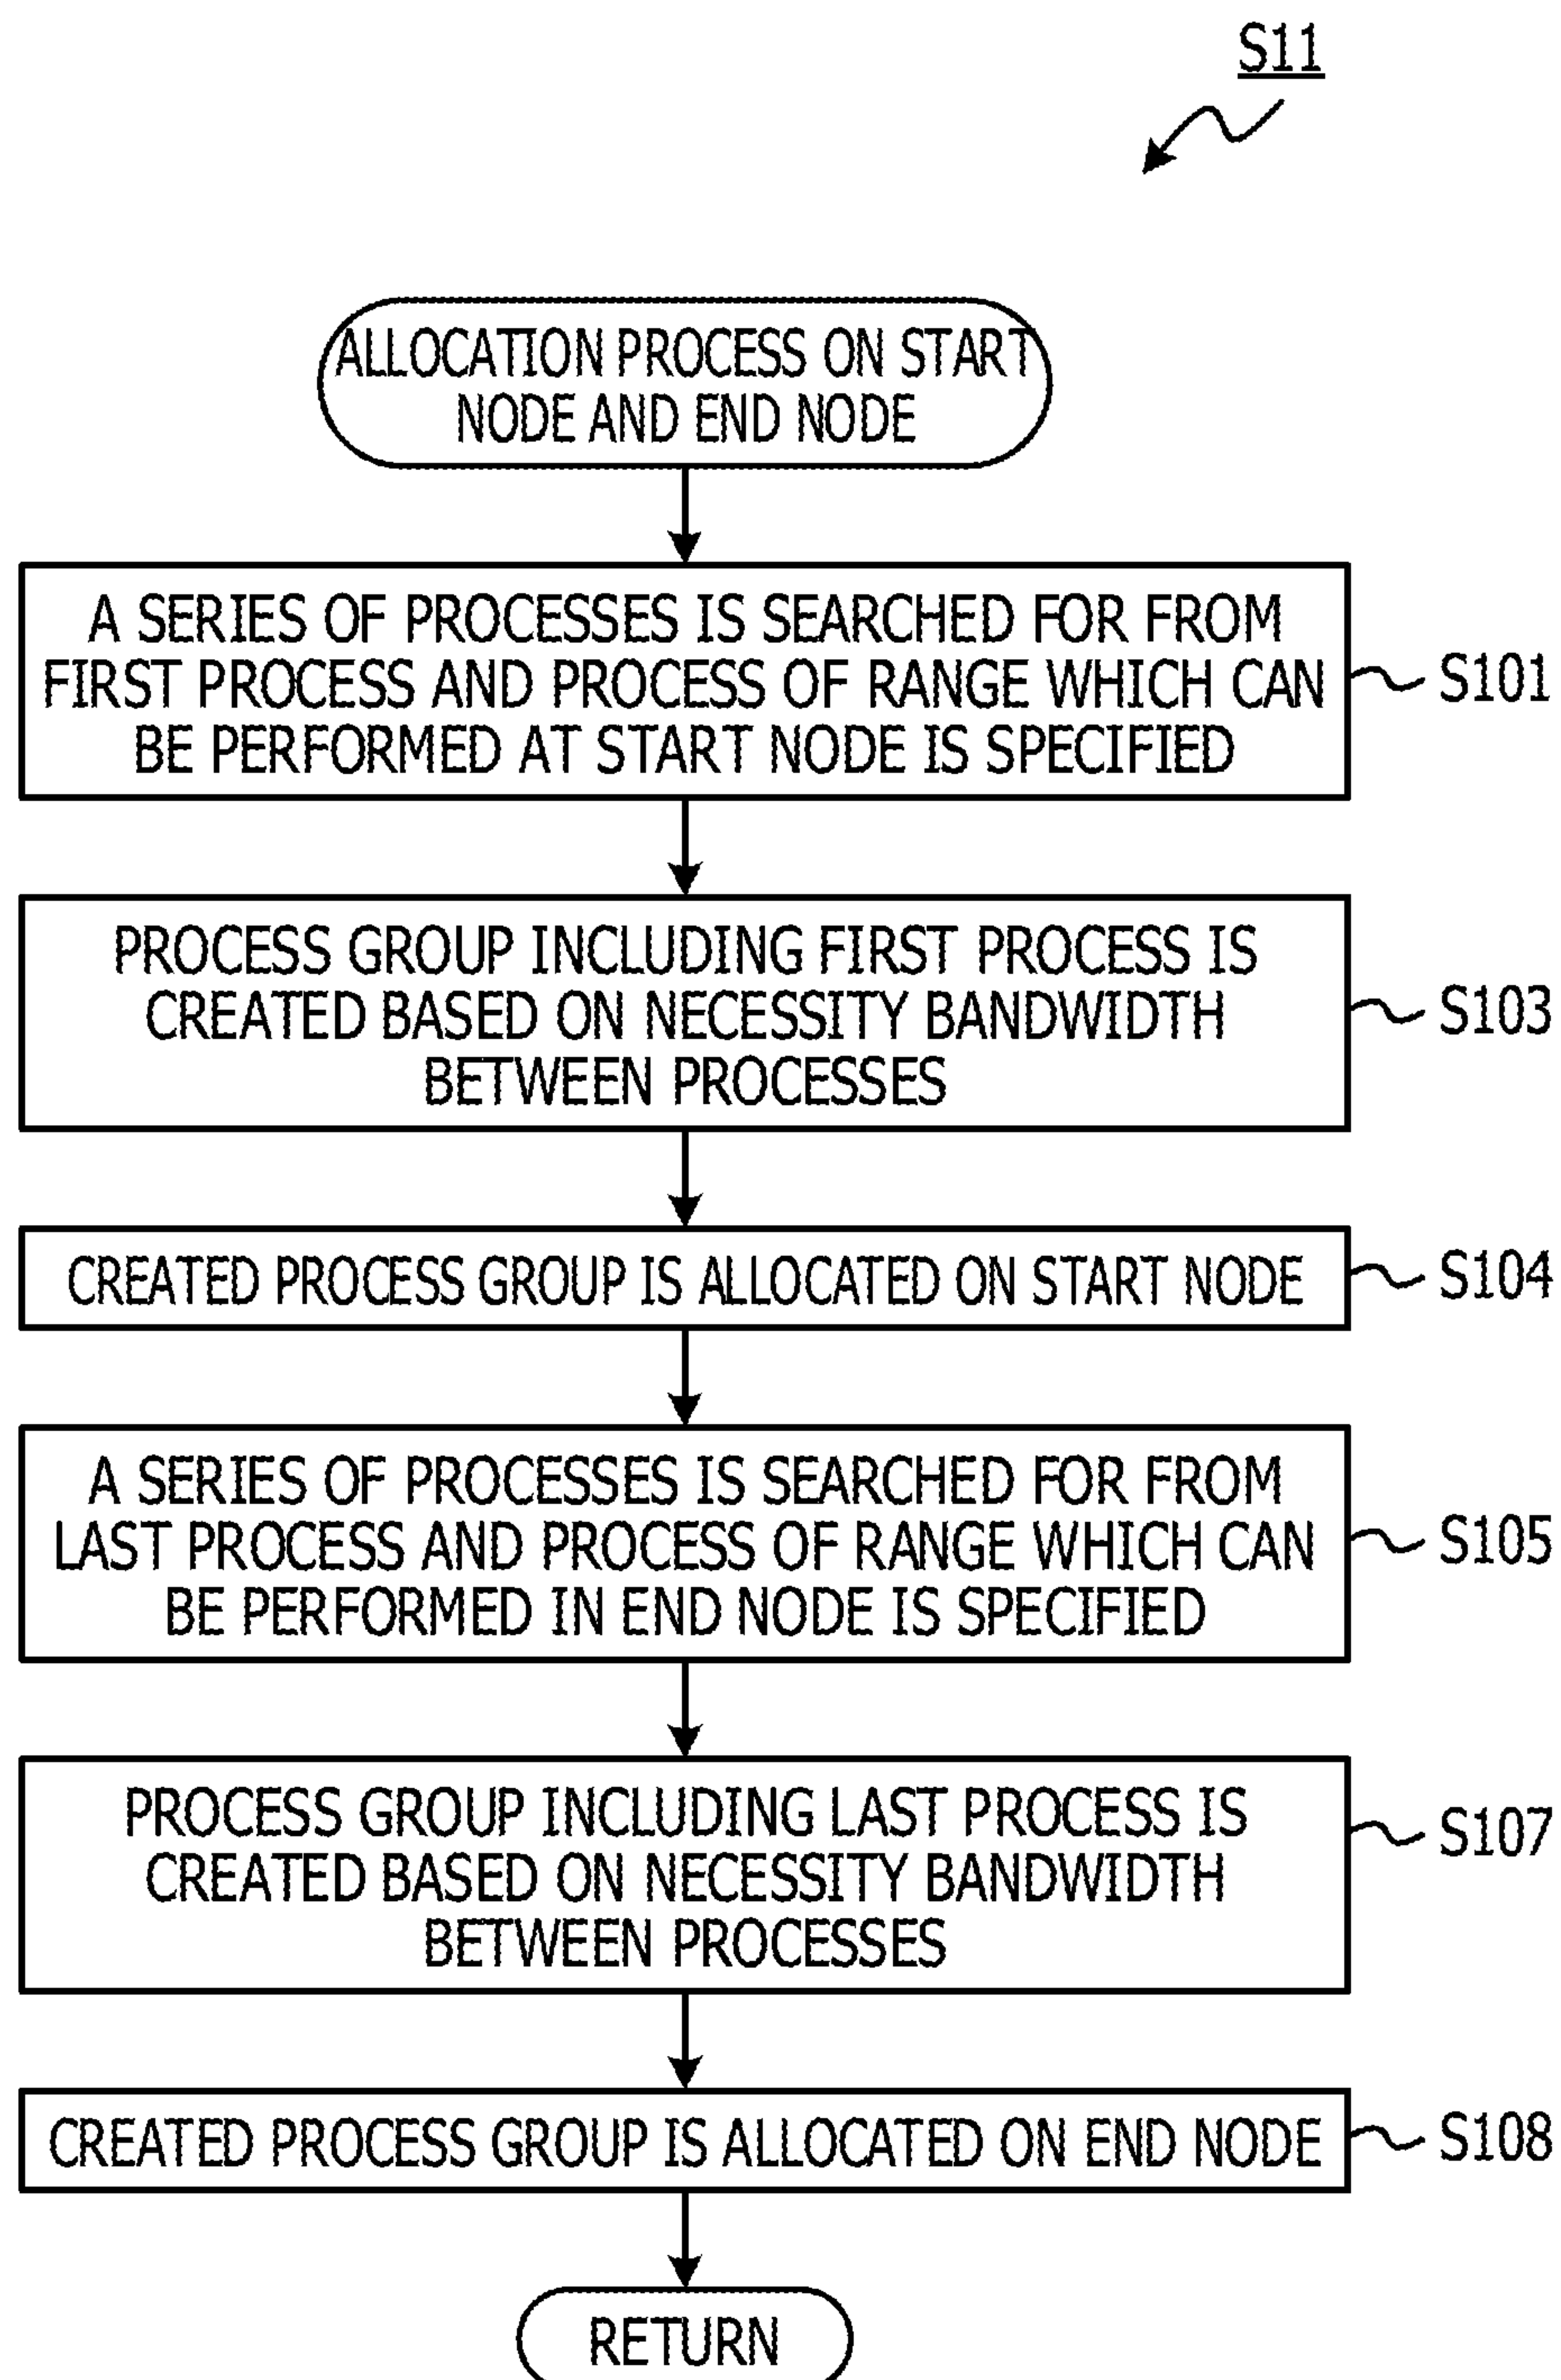 S11
ALLOCATION PROCESS ON START
NODE AND END NODE
A SERIES OF PROCESSES IS SEARCHED FOR FROM
FIRST PROCESS AND PROCESS OF RANGE WHICH CAN
BE PERFORMED AT START NODE IS SPECIFIED
S101
PROCESS GROUP INCLUDING FIRST PROCESS IS
CREATED BASED ON NECESSITY BANDWIDTH
BETWEEN PROCESSES
S103
CREATED PROCESS GROUP IS ALLOCATED ON START NODE
S104
A SERIES OF PROCESSES IS SEARCHED FOR FROM
LAST PROCESS AND PROCESS OF RANGE WHICH CAN
BE PERFORMED IN END NODE IS SPECIFIED
S105
PROCESS GROUP INCLUDING LAST PROCESS IS
CREATED BASED ON NECESSITY BANDWIDTH
BETWEEN PROCESSES
S107
CREATED PROCESS GROUP IS ALLOCATED ON END NODE
S108
RETURN